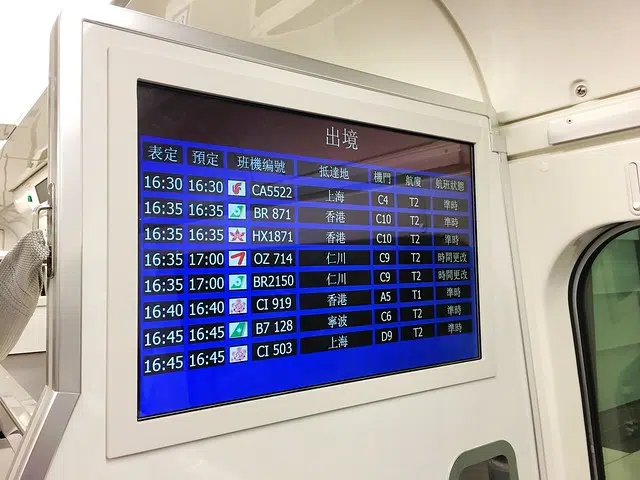 出境
表定 預定 班機編號 抵達地 機門 航廈 航班狀態
16:30 16:30 CA5522 上海 C4 T2 準時
16:35 16:35 BR 871 香港 C10 T2 準時
16:35 16:35 HX1871 香港 C10 T2 準時
16:35 17:00 OZ 714 仁川 C9 T2 時間更改
16:35 17:00 BR2150 仁川 C9 T2 時間更改
16:40 16:40 CI 919 香港 A5 T1 準時
16:45 16:45 B7 128 寧波 C6 T2 準時
16:45 16:45 CI 503 上海 D9 T2 準時